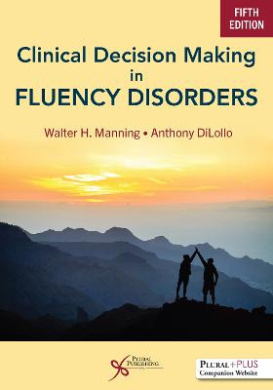 FIFTH
EDITION
Clinical Decision Making
in
FLUENCY DISORDERS
Walter H. Manning • Anthony DiLollo
PLURAL
PUBLISHING
PLURAL+PLUS
Companion Website